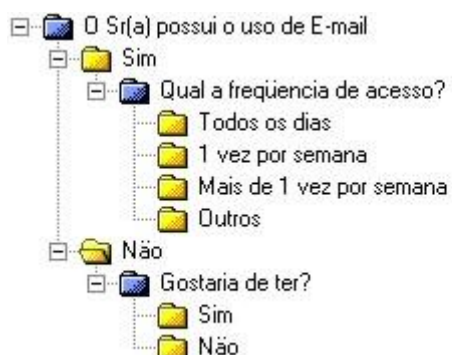 O Sr(a) possui o uso de E-mail
Sim
Qual a freqüencia de acesso?
Todos os dias
1 vez por semana
Mais de 1 vez por semana
Outros
Não
Gostaria de ter?
Sim
Não